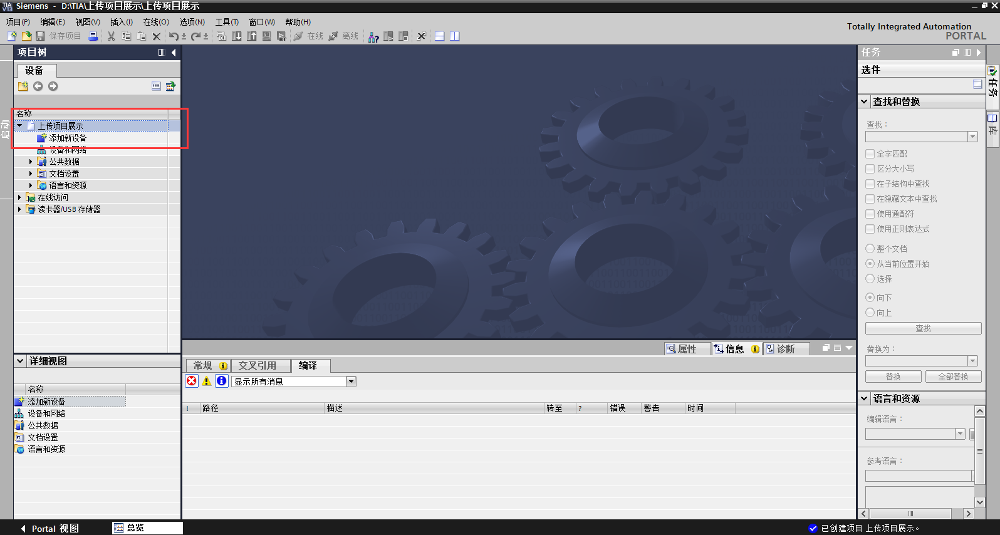 TIA V13 Siemens - D:\TIA\上传项目展示\上传项目展示
项目(P) 编辑(E) 视图(V) 插入(I) 在线(O) 选项(N) 工具(T) 窗口(W) 帮助(H)
Totally Integrated Automation
PORTAL
保存项目 在线 离线
项目树
设备
名称
上传项目展示
添加新设备
设备和网络
公共数据
文档设置
语言和资源
在线访问
读卡器/USB 存储器
启动
详细视图
名称
添加新设备
设备和网络
公共数据
文档设置
语言和资源
属性 信息 诊断
常规 交叉引用 编译
显示所有消息
! 路径 描述 转至 ? 错误 警告 时间
任务
选件
查找和替换
查找：
全字匹配
区分大小写
在子结构中查找
在隐藏文本中查找
使用通配符
使用正则表达式
整个文档
从当前位置开始
选择
向下
向上
查找
替换为：
替换 全部替换
语言和资源
编辑语言：
参考语言：
任务
库
Portal 视图 总览
已创建项目 上传项目展示。